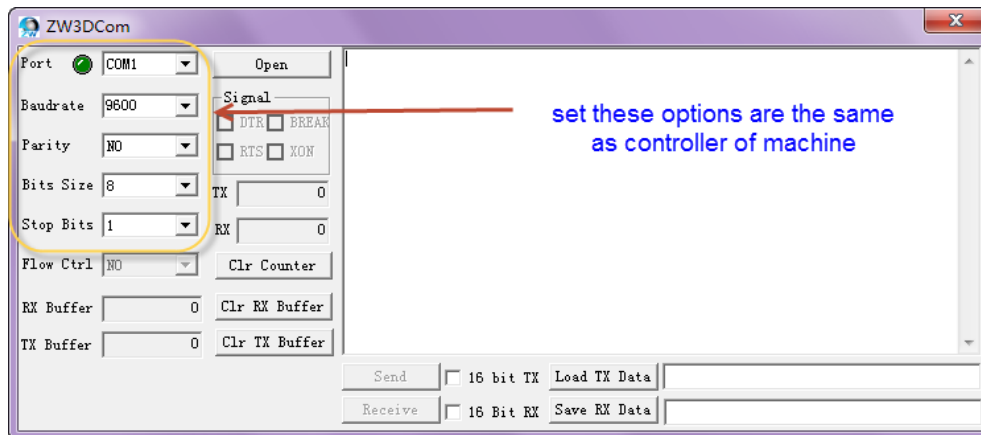 ZW3DCom
Port COM1 Open
Baudrate 9600 Signal
DTR BREAK
Parity NO RTS XON
Bits Size 8 TX 0
Stop Bits 1 RX 0
Flow Ctrl NO Clr Counter
RX Buffer 0 Clr RX Buffer
TX Buffer 0 Clr TX Buffer
set these options are the same
as controller of machine
Send 16 bit TX Load TX Data
Receive 16 Bit RX Save RX Data